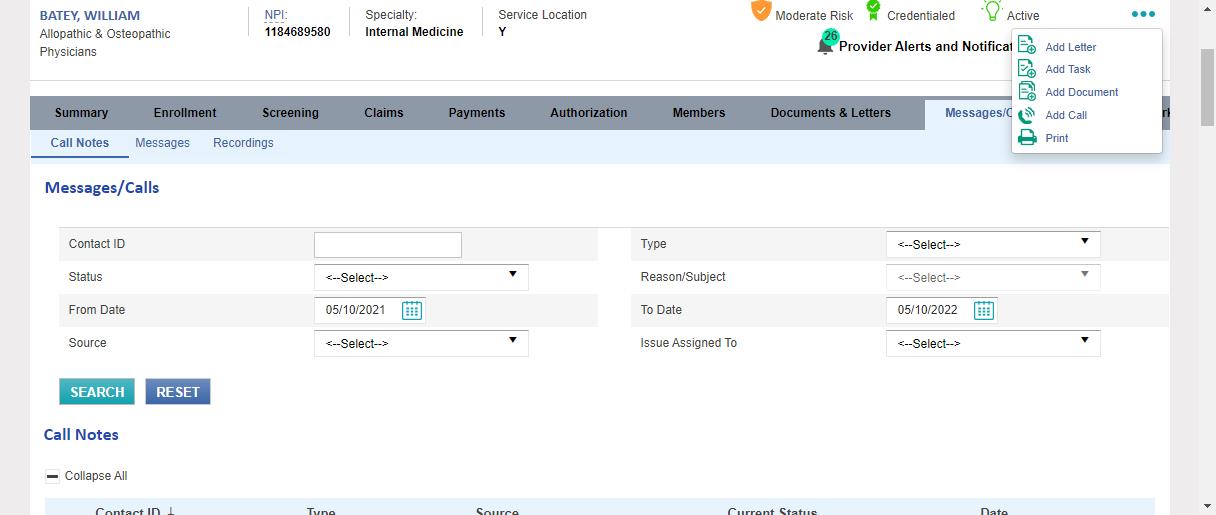 BATEY, WILLIAM
Allopathic & Osteopathic
Physicians
NPI:
1184689580
Specialty:
Internal Medicine
Service Location
Y
Moderate Risk
Credentialed
Active
26
Provider Alerts and Notificat
Add Letter
Add Task
Add Document
Add Call
Print
Summary
Enrollment
Screening
Claims
Payments
Authorization
Members
Documents & Letters
Messages/C
Call Notes
Messages
Recordings
Messages/Calls
Contact ID
Type
<--Select-->
Status
<--Select-->
Reason/Subject
<--Select-->
From Date
05/10/2021
To Date
05/10/2022
Source
<--Select-->
Issue Assigned To
<--Select-->
SEARCH
RESET
Call Notes
Collapse All
Contact ID
Type
Source
Current Status
Date